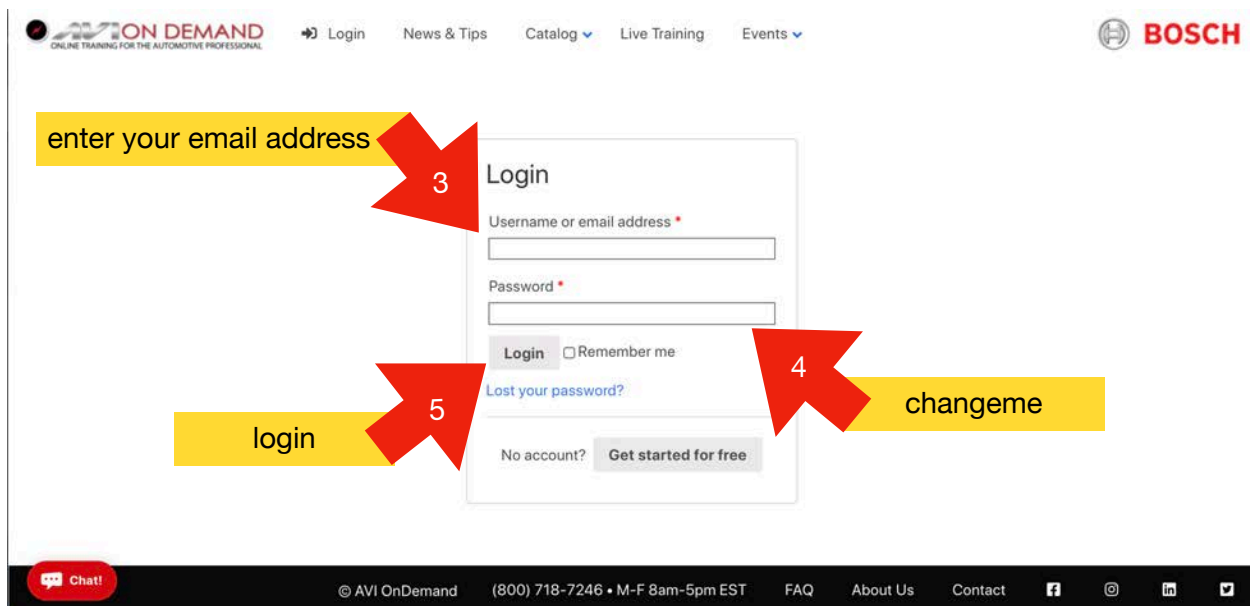 AVI ON DEMAND
ONLINE TRAINING FOR THE AUTOMOTIVE PROFESSIONAL
Login News & Tips Catalog Live Training Events
BOSCH
enter your email address
3
Login
Username or email address *
Password *
Login Remember me
4
Lost your password?
changeme
5
login
No account? Get started for free
Chat!
© AVI OnDemand (800) 718-7246 • M-F 8am-5pm EST FAQ About Us Contact